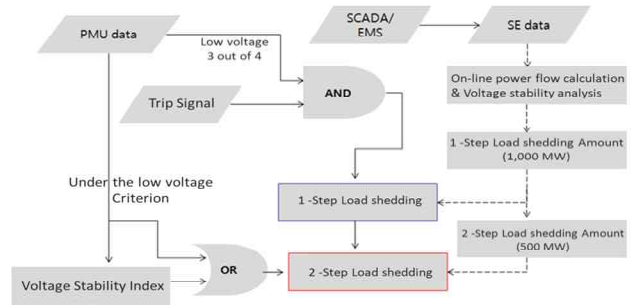 PMU data
Low voltage
3 out of 4
SCADA/
EMS
SE data
Trip Signal
AND
On-line power flow calculation
& Voltage stability analysis
1 -Step Load shedding Amount
(1,000 MW)
Under the low voltage
Criterion
1 -Step Load shedding
2 -Step Load shedding Amount
(500 MW)
Voltage Stability Index
OR
2 -Step Load shedding